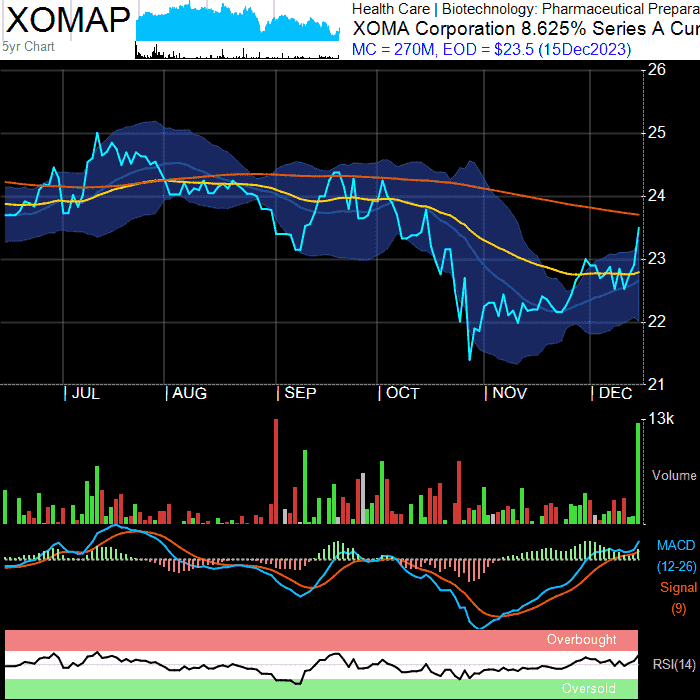 XOMAP
5yr Chart
Health Care | Biotechnology: Pharmaceutical Prepara
XOMA Corporation 8.625% Series A Cur
MC = 270M, EOD = $23.5 (15Dec2023)
26
25
24
23
22
21
JUL
AUG
SEP
OCT
NOV
DEC
13k
Volume
MACD
(12-26)
Signal
(9)
Overbought
RSI(14)
Oversold